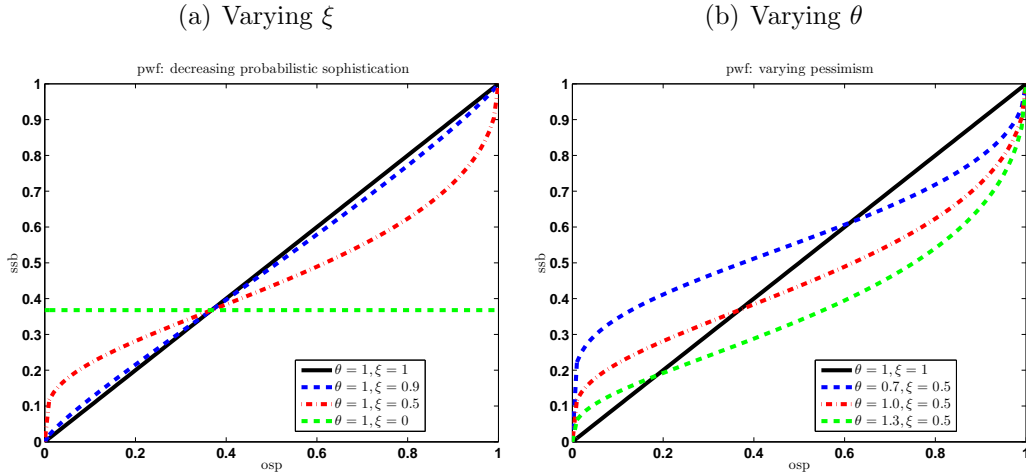 (a) Varying ξ
(b) Varying θ
pwf: decreasing probabilistic sophistication
1
0.9
0.8
0.7
0.6
0.5
0.4
0.3
0.2
0.1
0
ssb
0
0.2
0.4
0.6
0.8
1
osp
θ = 1, ξ = 1
θ = 1, ξ = 0.9
θ = 1, ξ = 0.5
θ = 1, ξ = 0
pwf: varying pessimism
1
0.9
0.8
0.7
0.6
0.5
0.4
0.3
0.2
0.1
0
ssb
0
0.2
0.4
0.6
0.8
1
osp
θ = 1, ξ = 1
θ = 0.7, ξ = 0.5
θ = 1.0, ξ = 0.5
θ = 1.3, ξ = 0.5